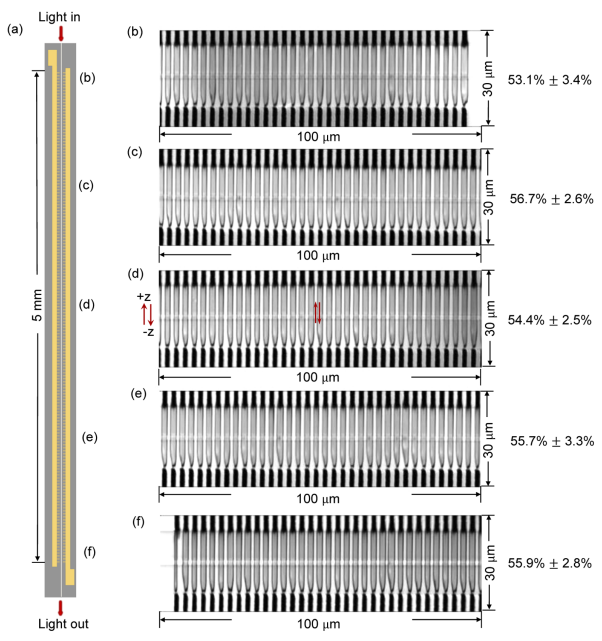 Light in
(a)
5 mm
(b)
(c)
(d)
(e)
(f)
Light out
(b)
30 μm
100 μm
53.1% ± 3.4%
(c)
30 μm
100 μm
56.7% ± 2.6%
(d)
+z
-z
30 μm
100 μm
54.4% ± 2.5%
(e)
30 μm
100 μm
55.7% ± 3.3%
(f)
30 μm
100 μm
55.9% ± 2.8%